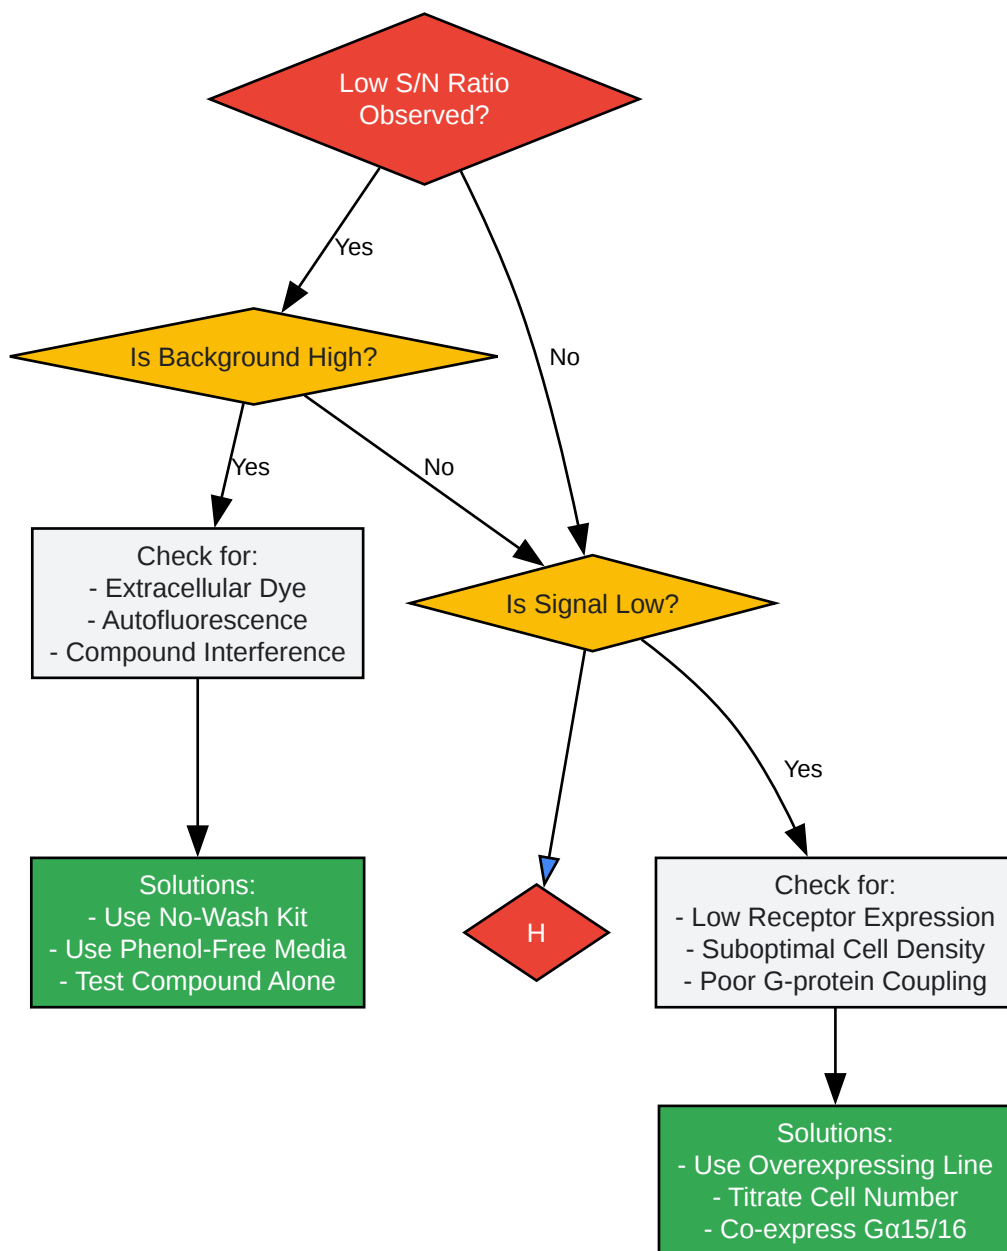 Low S/N Ratio
Observed?
Yes
No
Is Background High?
Yes
No
Check for:
- Extracellular Dye
- Autofluorescence
- Compound Interference
Is Signal Low?
Yes
Solutions:
- Use No-Wash Kit
- Use Phenol-Free Media
- Test Compound Alone
H
Check for:
- Low Receptor Expression
- Suboptimal Cell Density
- Poor G-protein Coupling
Solutions:
- Use Overexpressing Line
- Titrate Cell Number
- Co-express Gα15/16